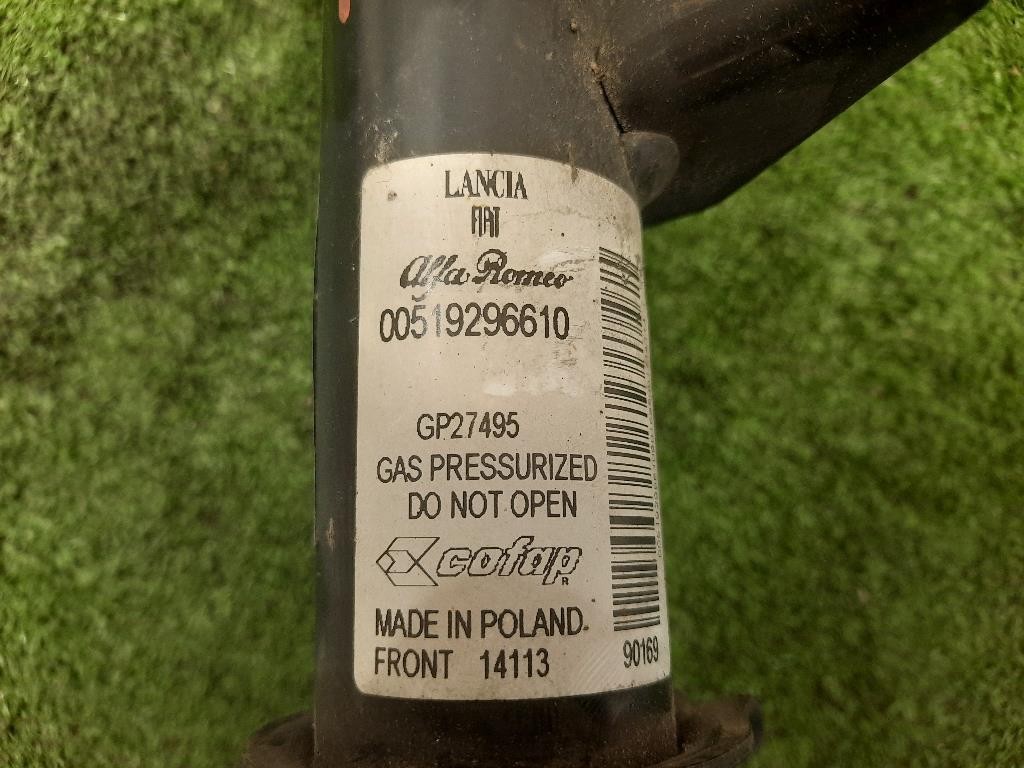 LANCIA
FIAT
Alfa Romeo
00519296610
GP27495
GAS PRESSURIZED
DO NOT OPEN
cofap
R
MADE IN POLAND
FRONT 14113
90169